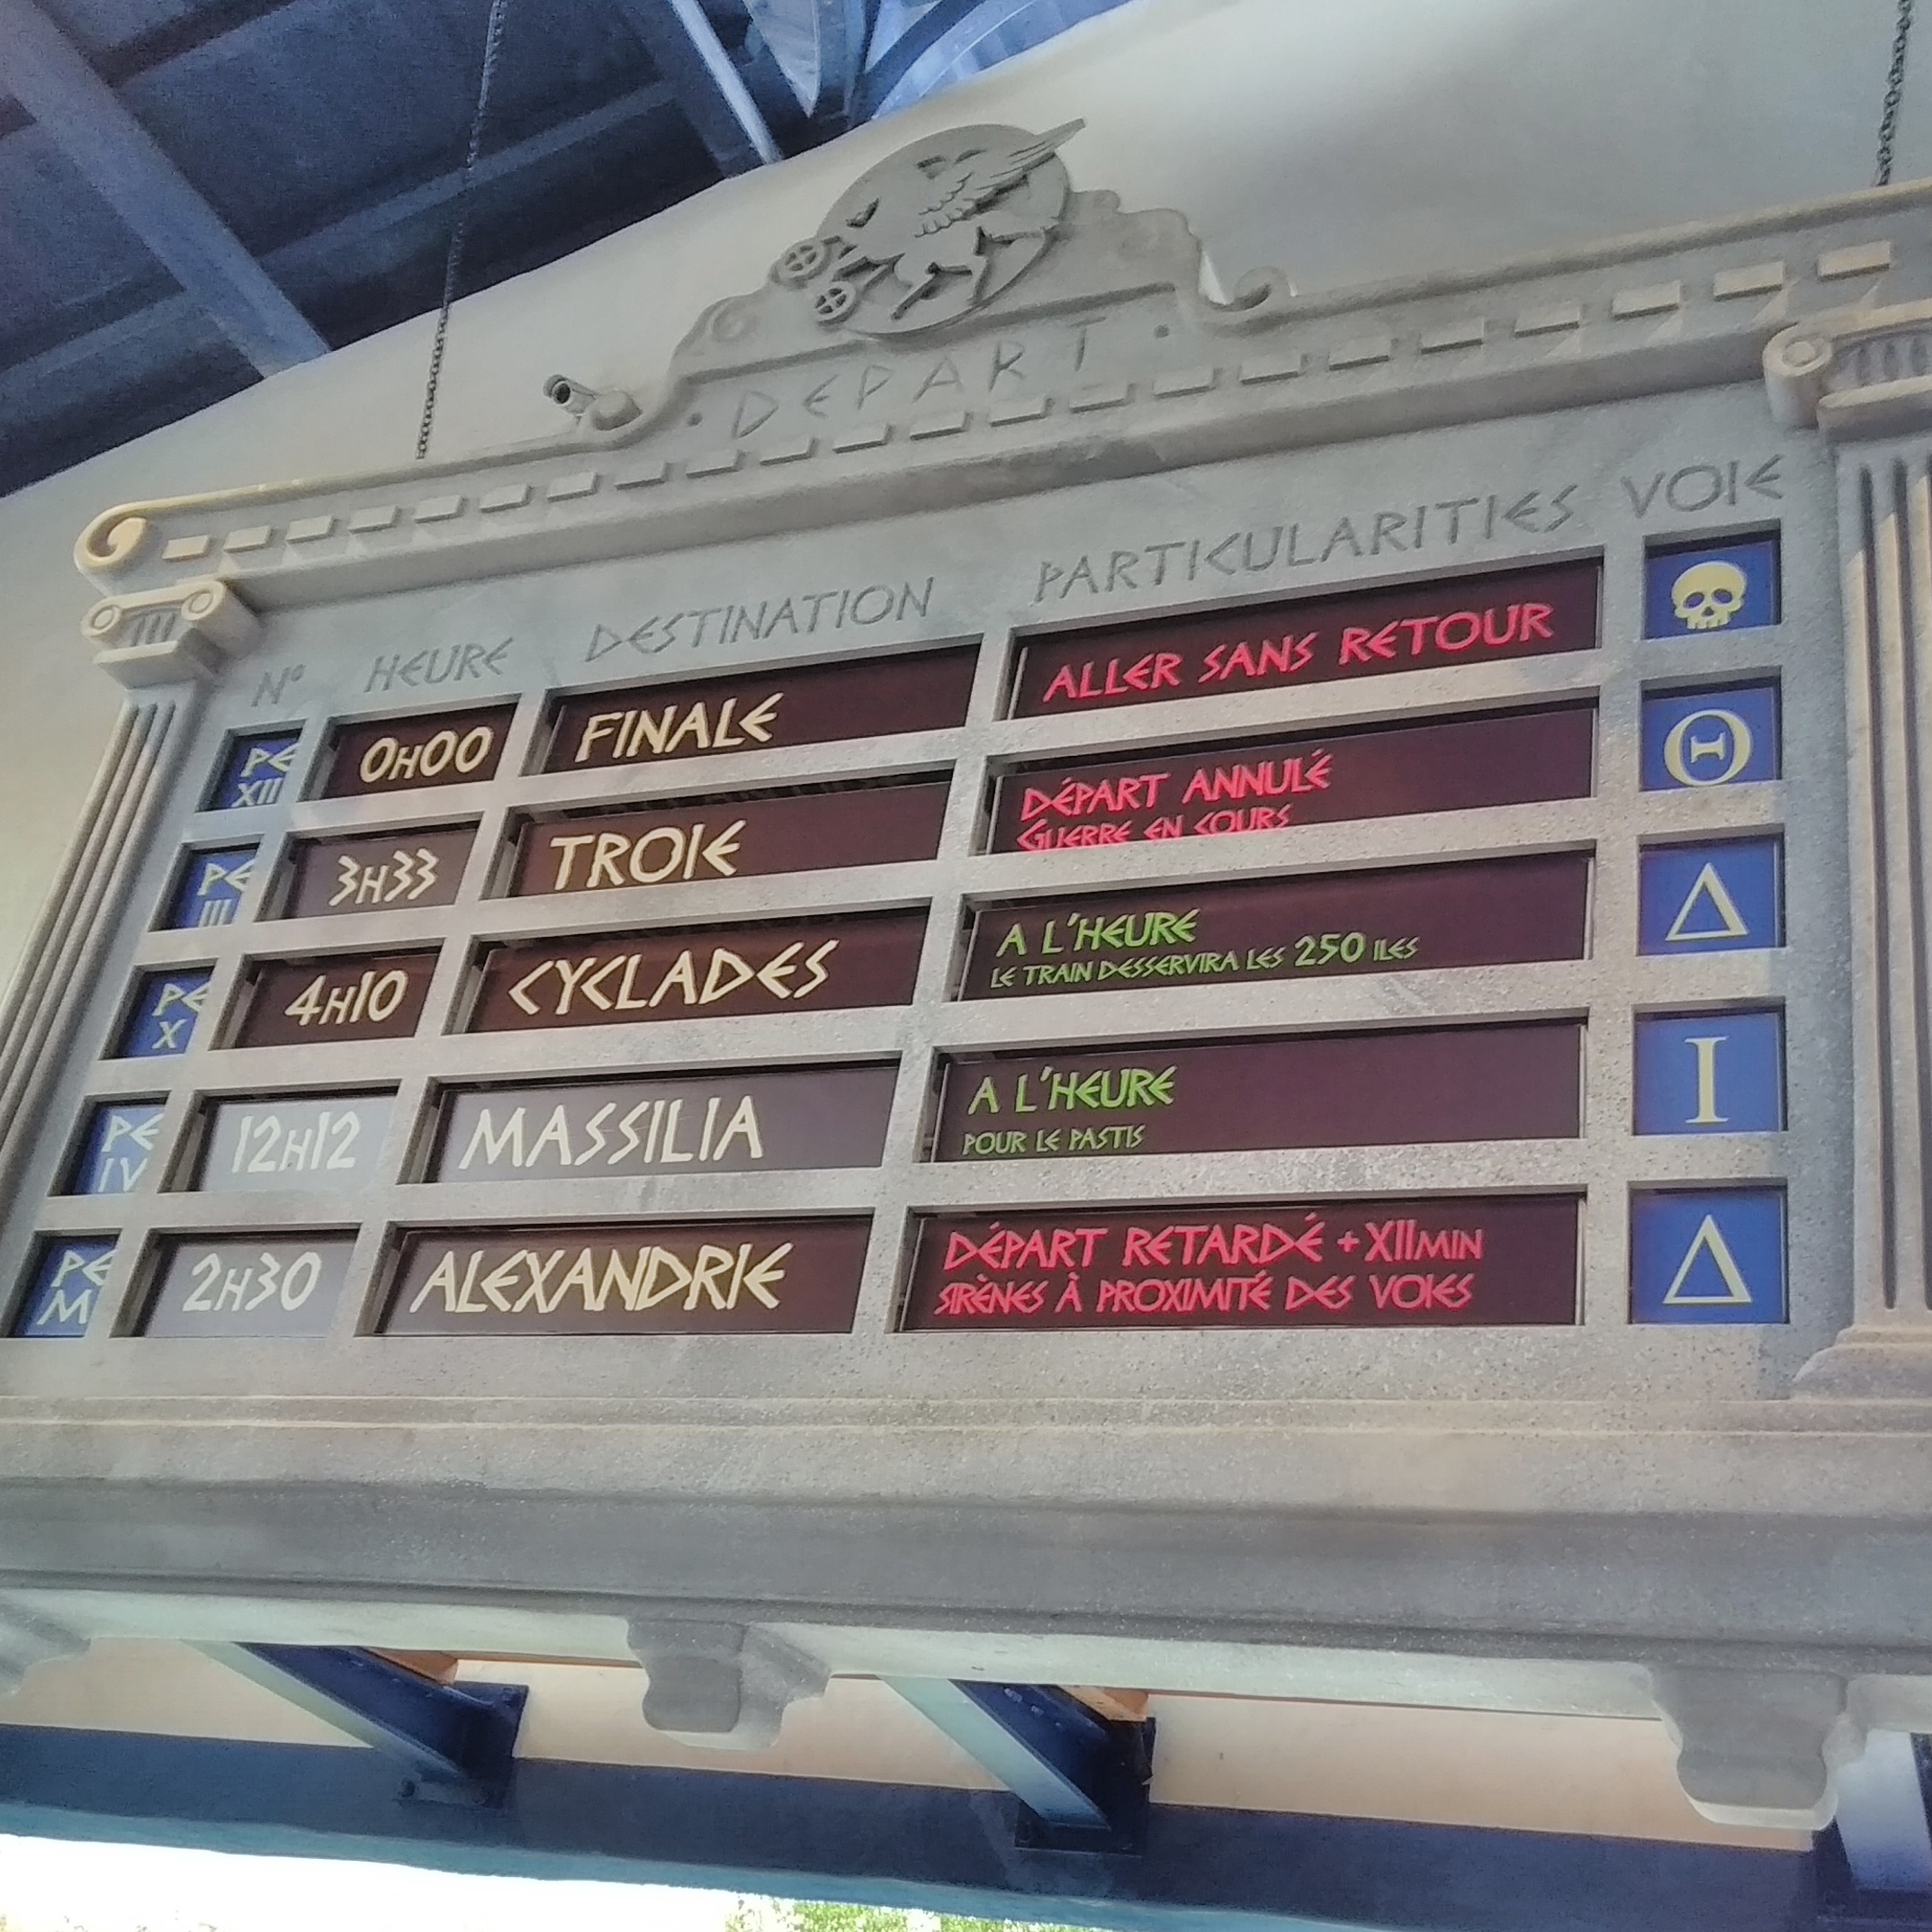 • DEPART •
N° HEURE DESTINATION PARTICULARITIES VOIE
PE XII 0H00 FINALE ALLER SANS RETOUR
PE III 3H33 TROIE DÉPART ANNULÉ Θ
GUERRE EN COURS
PE X 4H10 CYCLADES A L'HEURE Δ
LE TRAIN DESSERVIRA LES 250 ILES
PE IV 12H12 MASSILIA A L'HEURE I
POUR LE PASTIS
PE M 2H30 ALEXANDRIE DÉPART RETARDÉ + XIIMIN Δ
SIRÈNES À PROXIMITÉ DES VOIES